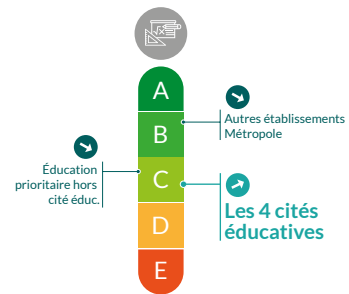 A
B
C
D
E
Autres établissements
Métropole
Éducation
prioritaire hors
cité éduc.
Les 4 cités
éducatives